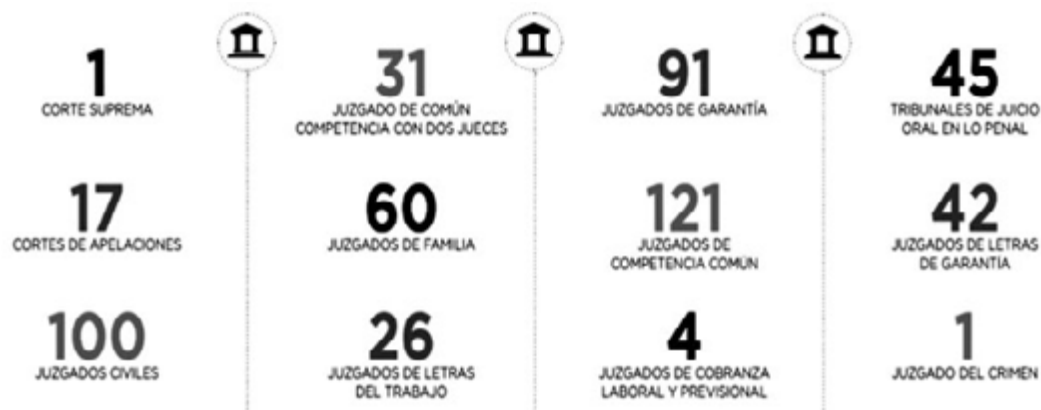 1
CORTE SUPREMA
17
CORTES DE APELACIONES
100
JUZGADOS CIVILES
31
JUZGADO DE COMÚN
COMPETENCIA CON DOS JUECES
60
JUZGADOS DE FAMILIA
26
JUZGADOS DE LETRAS
DEL TRABAJO
91
JUZGADOS DE GARANTÍA
121
JUZGADOS DE
COMPETENCIA COMÚN
4
JUZGADOS DE COBRANZA
LABORAL Y PREVISIONAL
45
TRIBUNALES DE JUICIO
ORAL EN LO PENAL
42
JUZGADOS DE LETRAS
DE GARANTÍA
1
JUZGADO DEL CRIMEN